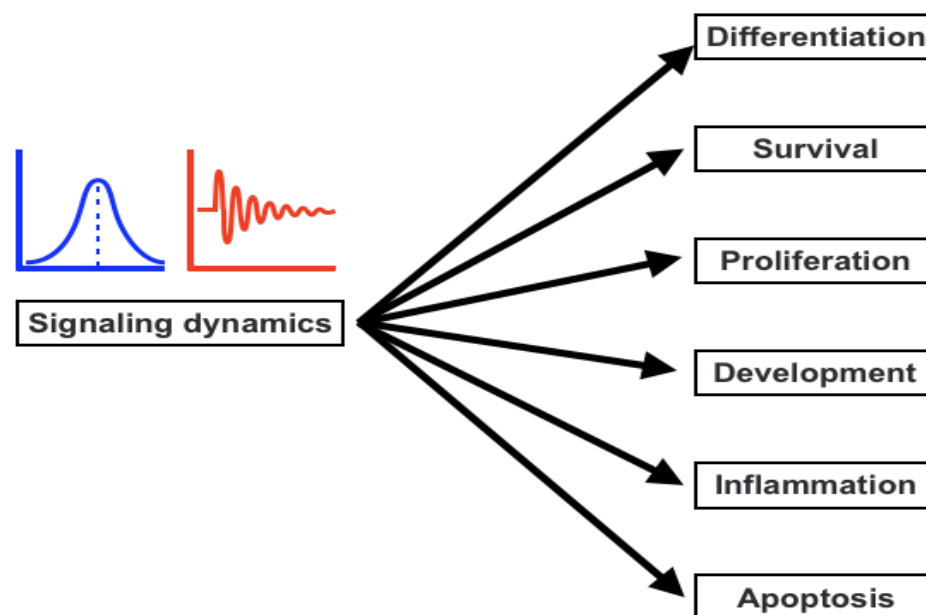 Differentiation
Survival
Proliferation
Signaling dynamics
Development
Inflammation
Apoptosis